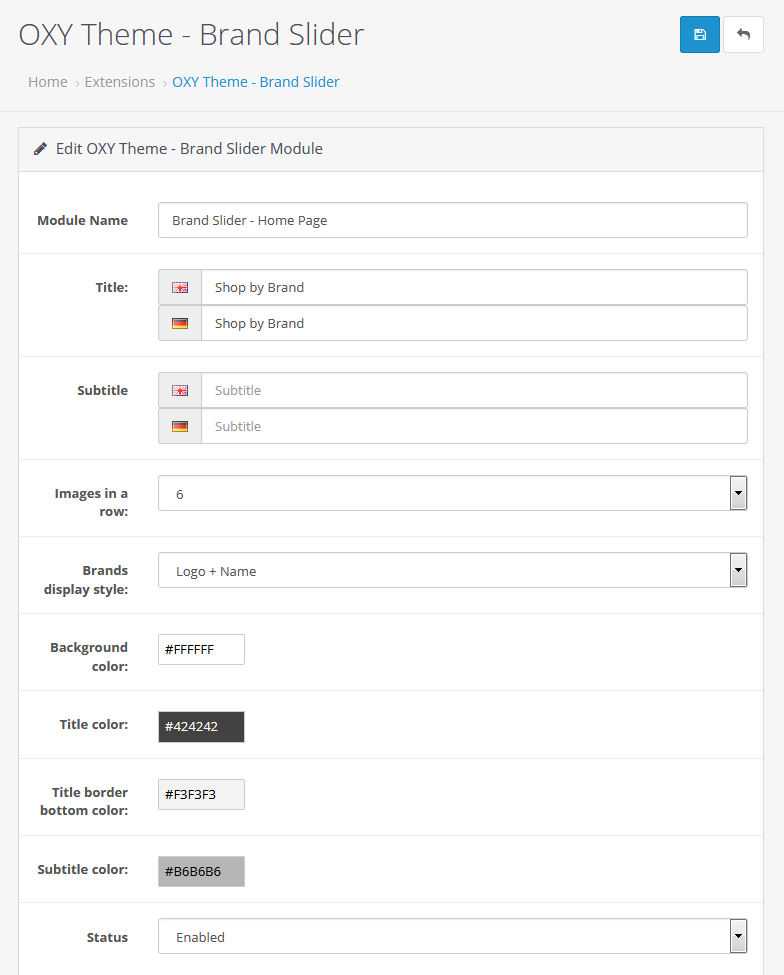 OXY Theme - Brand Slider
Home › Extensions › OXY Theme - Brand Slider
Edit OXY Theme - Brand Slider Module
Module Name
Brand Slider - Home Page
Title:
Shop by Brand
Shop by Brand
Subtitle
Subtitle
Subtitle
Images in a
row:
6
Brands
display style:
Logo + Name
Background
color:
#FFFFFF
Title color:
#424242
Title border
bottom color:
#F3F3F3
Subtitle color:
#B6B6B6
Status
Enabled